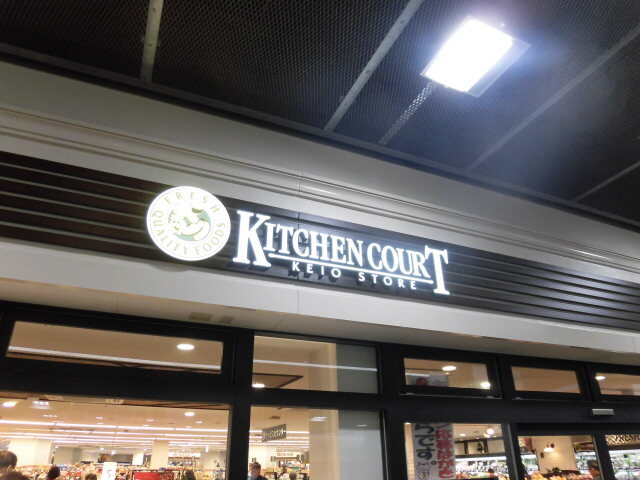 FRESH
QUALITY FOODS
KITCHEN COURT
KEIO STORE